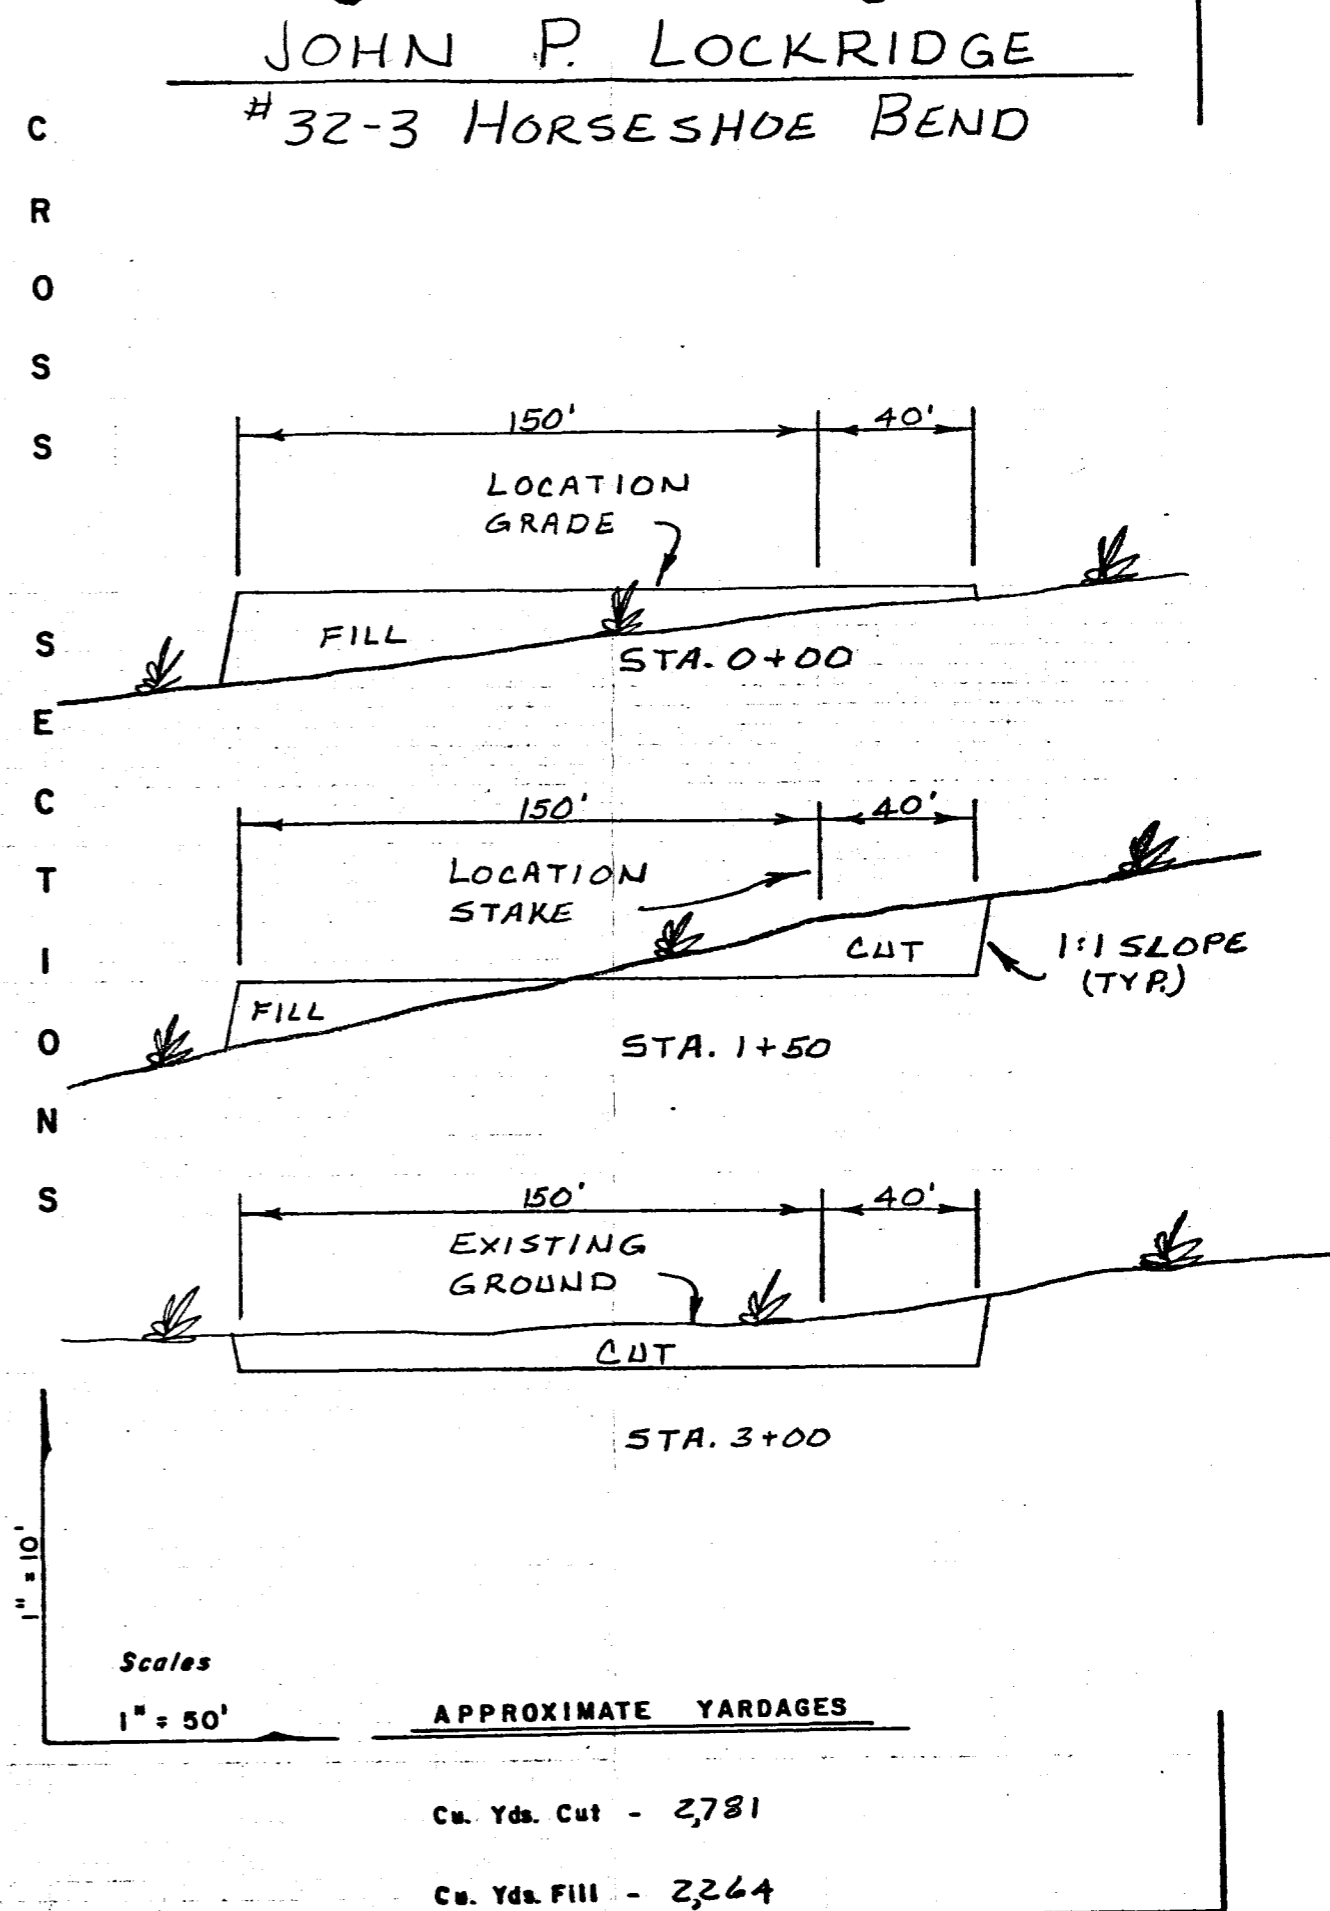 JOHN P. LOCKRIDGE
#32-3 HORSESHOE BEND
CROSS SECTIONS
150' 40'
LOCATION
GRADE
FILL
STA. 0+00
150' 40'
LOCATION
STAKE
CUT
1:1 SLOPE
(TYP.)
FILL
STA. 1+50
150' 40'
EXISTING
GROUND
CUT
STA. 3+00
1" = 10'
Scales
1" = 50'
APPROXIMATE YARDAGES
Cu. Yds. Cut - 2,781
Cu. Yds. Fill - 2,264